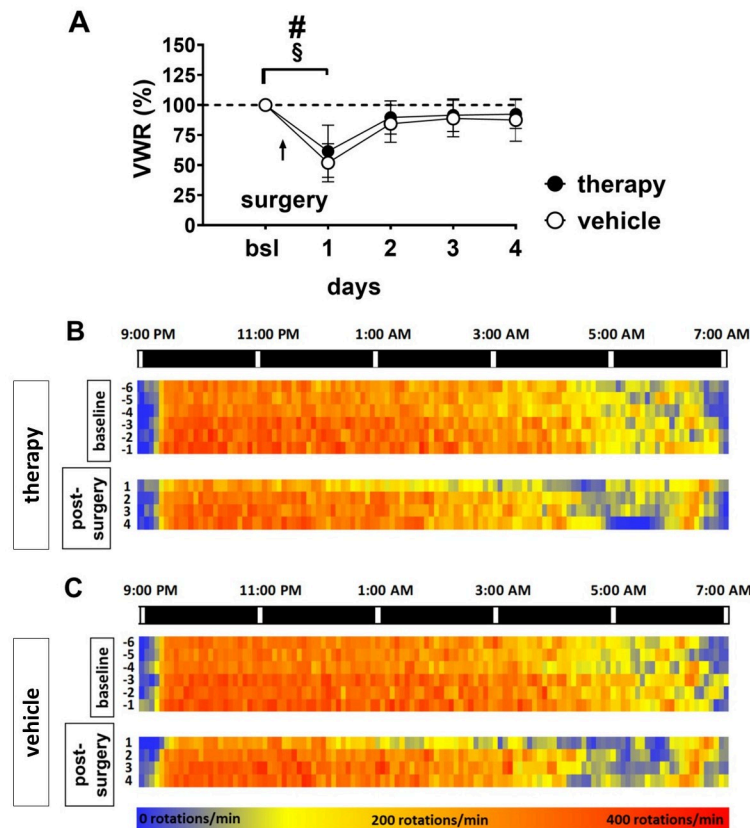 A
#
§
150
125
100
75
50
25
0
VWR (%)
surgery
bsl 1 2 3 4
days
therapy
vehicle
B
9:00 PM 11:00 PM 1:00 AM 3:00 AM 5:00 AM 7:00 AM
therapy
baseline
-6
-5
-4
-3
-2
-1
post-
surgery
1
2
3
4
C
9:00 PM 11:00 PM 1:00 AM 3:00 AM 5:00 AM 7:00 AM
vehicle
baseline
-6
-5
-4
-3
-2
-1
post-
surgery
1
2
3
4
0 rotations/min 200 rotations/min 400 rotations/min